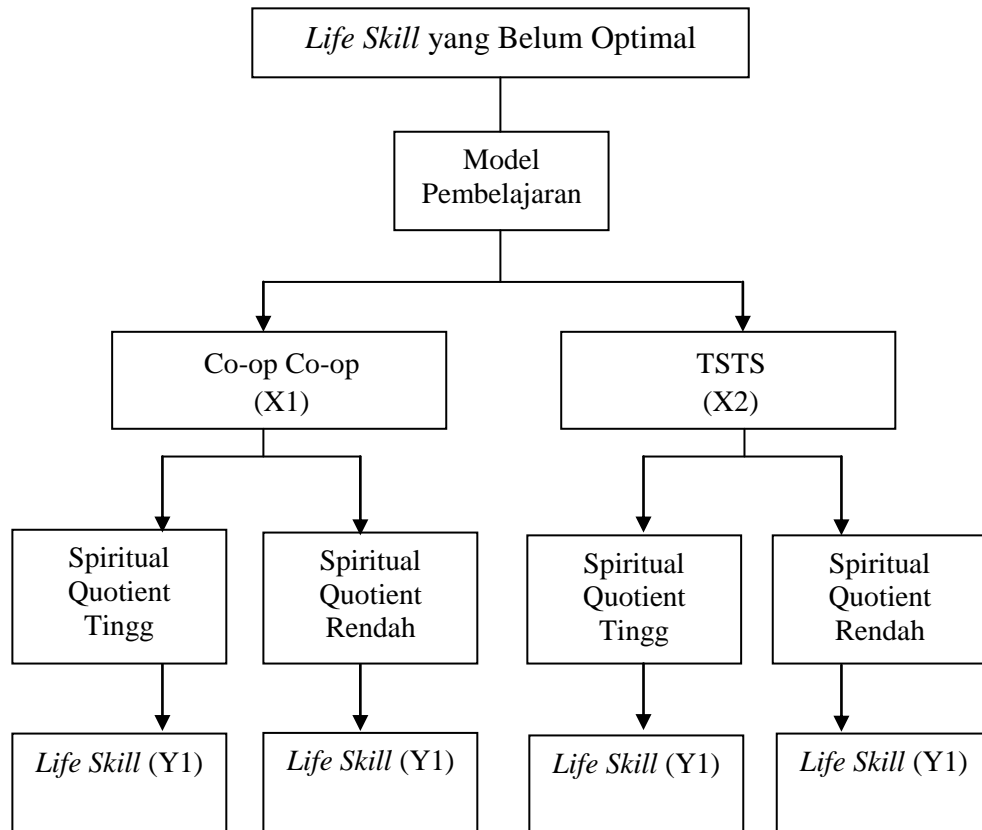 Life Skill yang Belum Optimal
Model
Pembelajaran
Co-op Co-op
(X1)
TSTS
(X2)
Spiritual
Quotient
Tingg
Spiritual
Quotient
Rendah
Spiritual
Quotient
Tingg
Spiritual
Quotient
Rendah
Life Skill (Y1)
Life Skill (Y1)
Life Skill (Y1)
Life Skill (Y1)